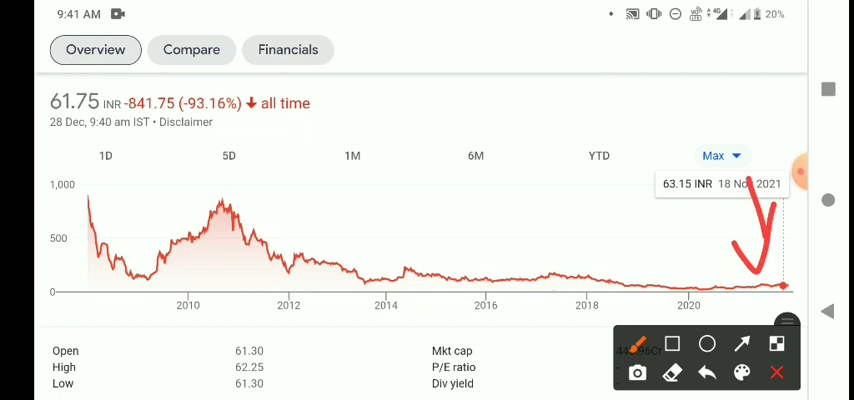 9:41 AM
4G
20%
Overview Compare Financials
61.75 INR -841.75 (-93.16%) all time
28 Dec, 9:40 am IST • Disclaimer
1D 5D 1M 6M YTD Max
63.15 INR 18 Nov 2021
1,000
500
0
2010 2012 2014 2016 2018 2020
Open 61.30 Mkt cap
High 62.25 P/E ratio
Low 61.30 Div yield